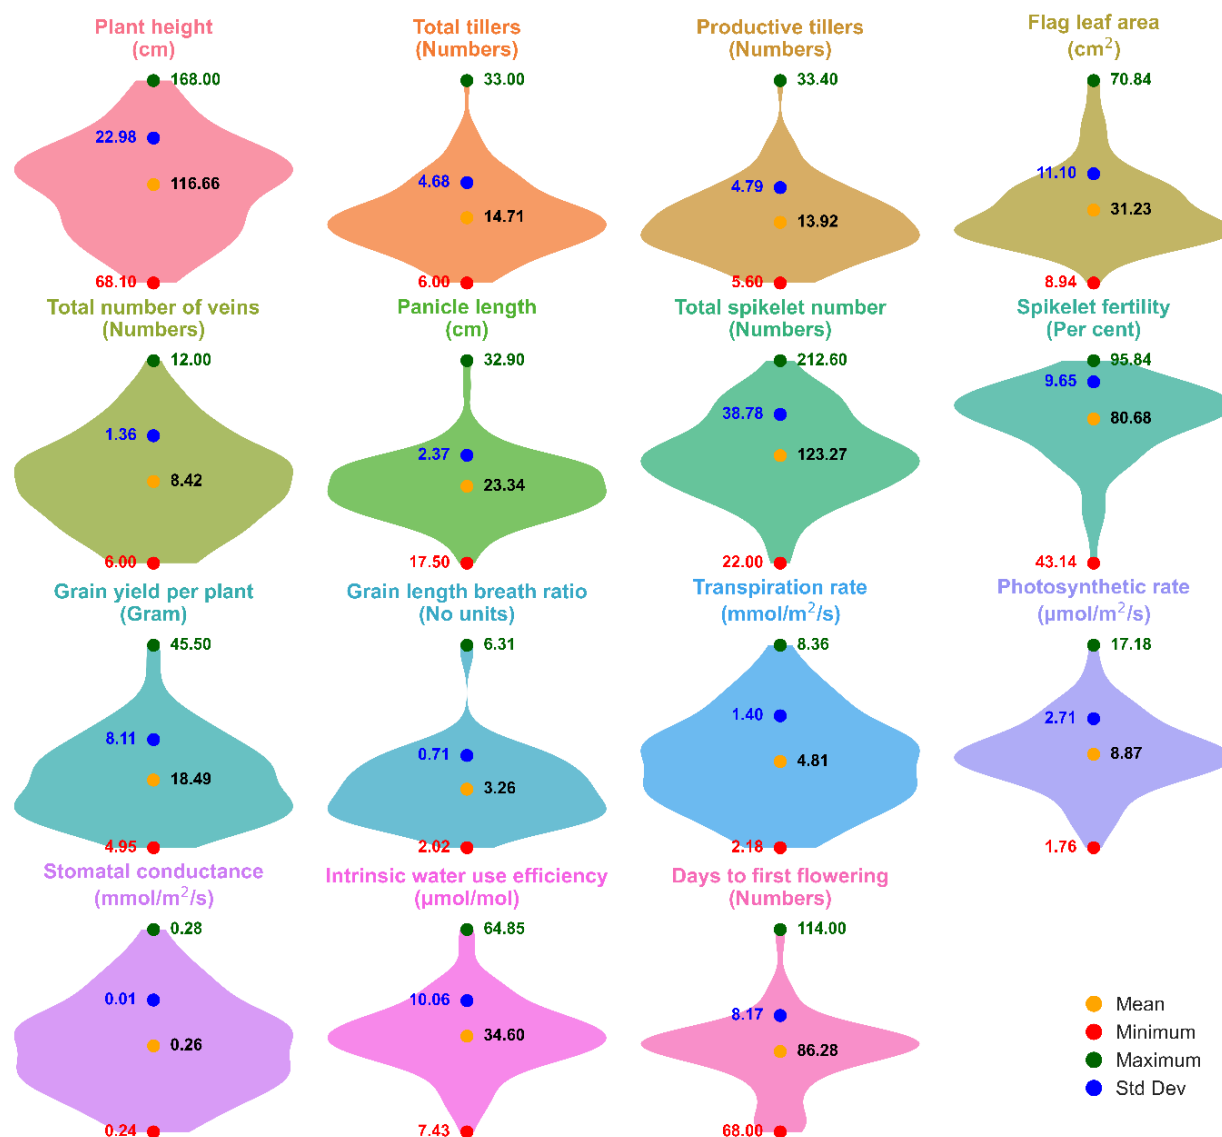 Plant height
(cm)
168.00
22.98
116.66
68.10
Total tillers
(Numbers)
33.00
4.68
14.71
6.00
Productive tillers
(Numbers)
33.40
4.79
13.92
5.60
Flag leaf area
(cm²)
70.84
11.10
31.23
8.94
Total number of veins
(Numbers)
12.00
1.36
8.42
6.00
Panicle length
(cm)
32.90
2.37
23.34
17.50
Total spikelet number
(Numbers)
212.60
38.78
123.27
22.00
Spikelet fertility
(Per cent)
95.84
9.65
80.68
43.14
Grain yield per plant
(Gram)
45.50
8.11
18.49
4.95
Grain length breath ratio
(No units)
6.31
0.71
3.26
2.02
Transpiration rate
(mmol/m²/s)
8.36
1.40
4.81
2.18
Photosynthetic rate
(µmol/m²/s)
17.18
2.71
8.87
1.76
Stomatal conductance
(mmol/m²/s)
0.28
0.01
0.26
0.24
Intrinsic water use efficiency
(µmol/mol)
64.85
10.06
34.60
7.43
Days to first flowering
(Numbers)
114.00
8.17
86.28
68.00
Mean
Minimum
Maximum
Std Dev